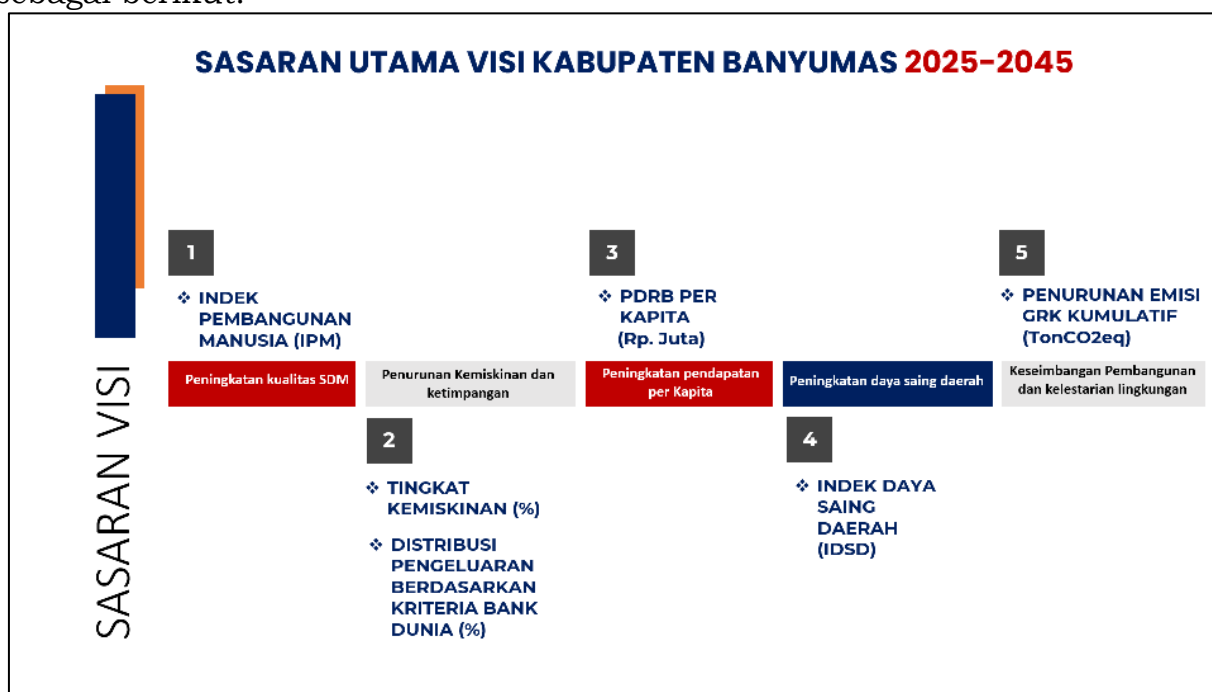 sebagai berikut:
SASARAN UTAMA VISI KABUPATEN BANYUMAS 2025-2045
SASARAN VISI
1
❖ INDEK
PEMBANGUNAN
MANUSIA (IPM)
Peningkatan kualitas SDM
Penurunan Kemiskinan dan
ketimpangan
2
❖ TINGKAT
KEMISKINAN (%)
❖ DISTRIBUSI
PENGELUARAN
BERDASARKAN
KRITERIA BANK
DUNIA (%)
3
❖ PDRB PER
KAPITA
(Rp. Juta)
Peningkatan pendapatan
per Kapita
Peningkatan daya saing daerah
4
❖ INDEK DAYA
SAING
DAERAH
(IDSD)
5
❖ PENURUNAN EMISI
GRK KUMULATIF
(TonCO2eq)
Keseimbangan Pembangunan
dan kelestarian lingkungan